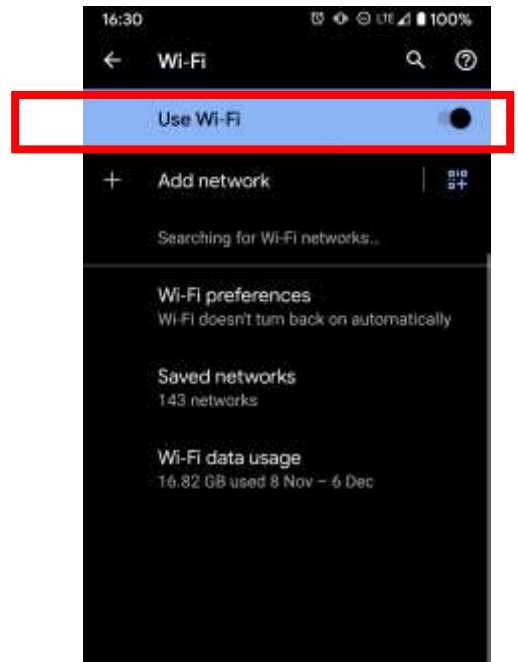 16:30 LTE 100%
Wi-Fi
Use Wi-Fi
Add network
Searching for Wi-Fi networks…
Wi-Fi preferences
Wi-Fi doesn't turn back on automatically
Saved networks
143 networks
Wi-Fi data usage
16.82 GB used 8 Nov – 6 Dec